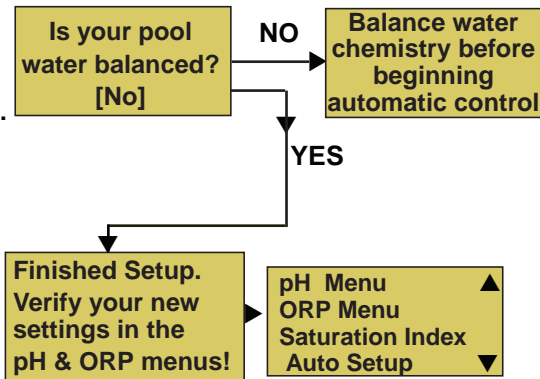 Is your pool
water balanced?
[No]
NO
Balance water
chemistry before
beginning
automatic control
.
YES
Finished Setup.
Verify your new
settings in the
pH & ORP menus!
pH Menu ▲
ORP Menu
Saturation Index
Auto Setup ▼